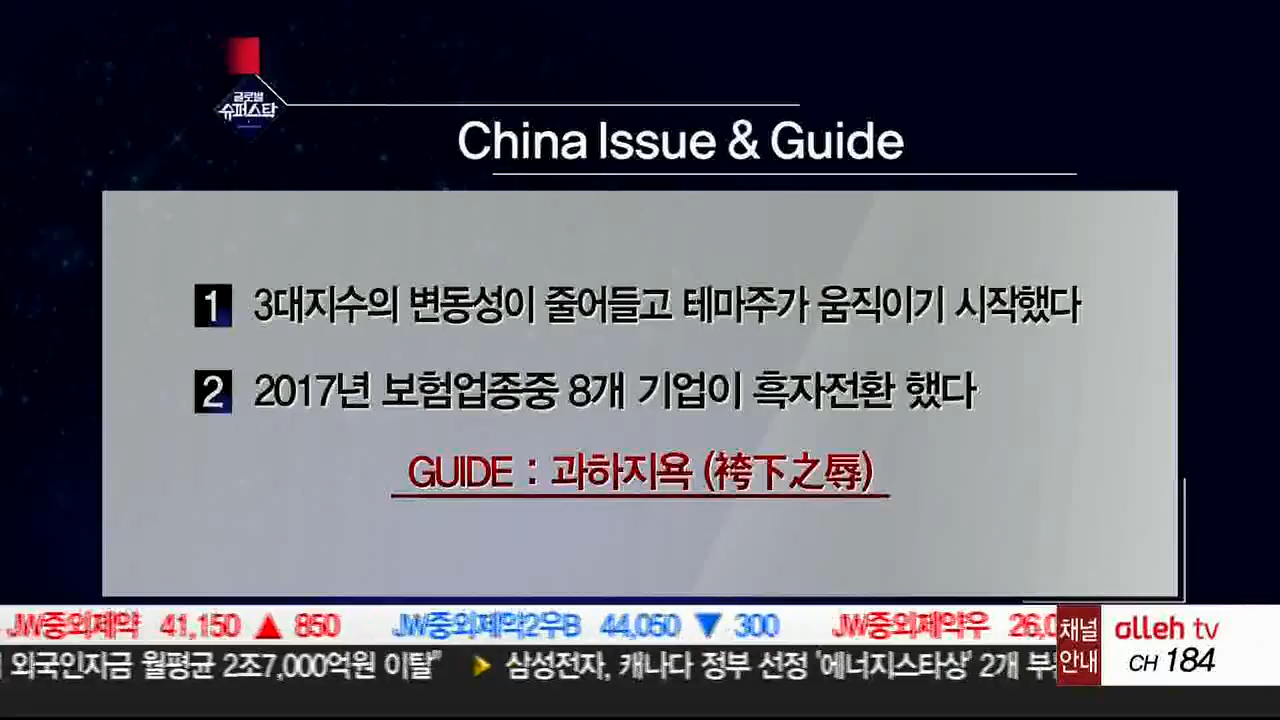 글로벌
슈퍼스탁
China Issue & Guide
1 3대지수의 변동성이 줄어들고 테마주가 움직이기 시작했다
2 2017년 보험업종중 8개 기업이 흑자전환 했다
GUIDE : 과하지욕 (袴下之辱)
JW중외제약 41,150 ▲ 850 JW중외제약2우B 44,050 ▼ 300 JW중외제약우 26,0
외국인자금 월평균 2조7,000억원 이탈" ▶ 삼성전자, 캐나다 정부 선정 '에너지스타상' 2개 부
채널
안내
olleh tv
CH 184